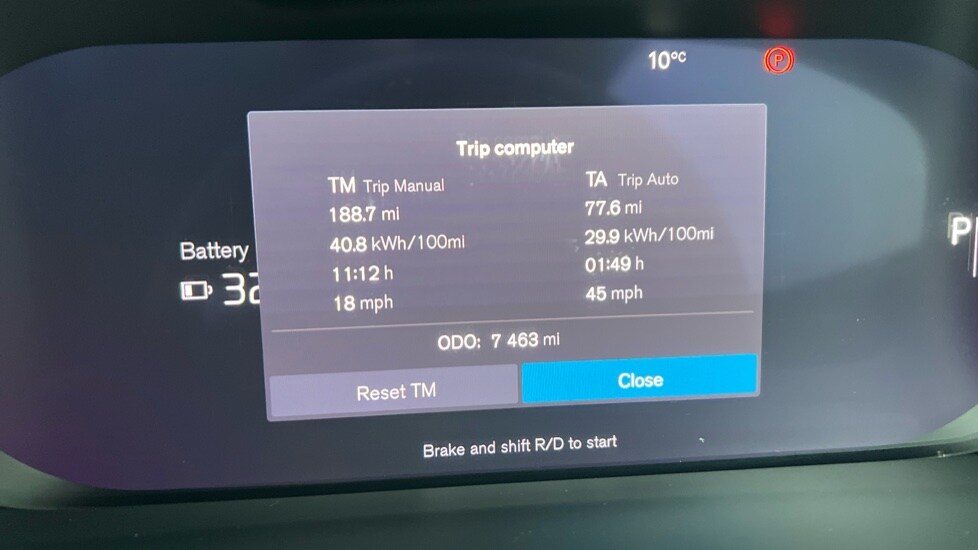 10°C
P
Trip computer
TM Trip Manual
188.7 mi
40.8 kWh/100mi
11:12 h
18 mph
TA Trip Auto
77.6 mi
29.9 kWh/100mi
01:49 h
45 mph
Battery
P
ODO: 7 463 mi
Reset TM
Close
Brake and shift R/D to start